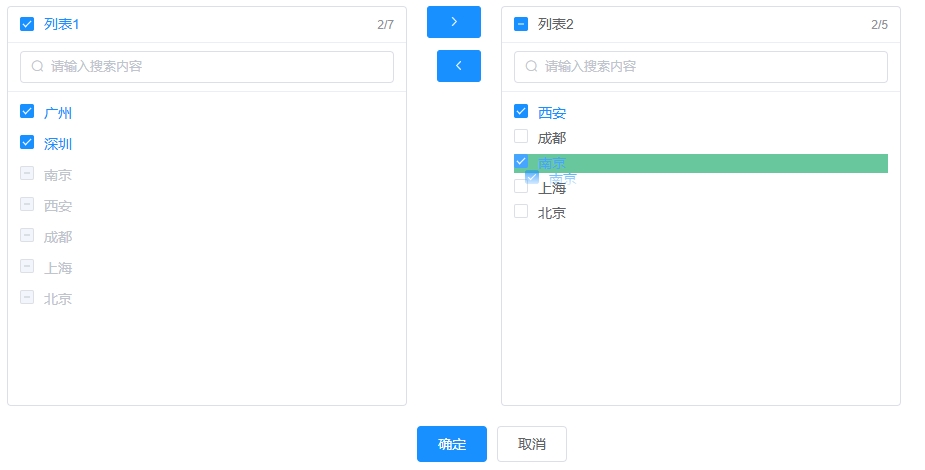 列表1 2/7
请输入搜索内容
广州
深圳
南京
西安
成都
上海
北京
列表2 2/5
请输入搜索内容
西安
成都
南京
南京
上海
北京
确定 取消